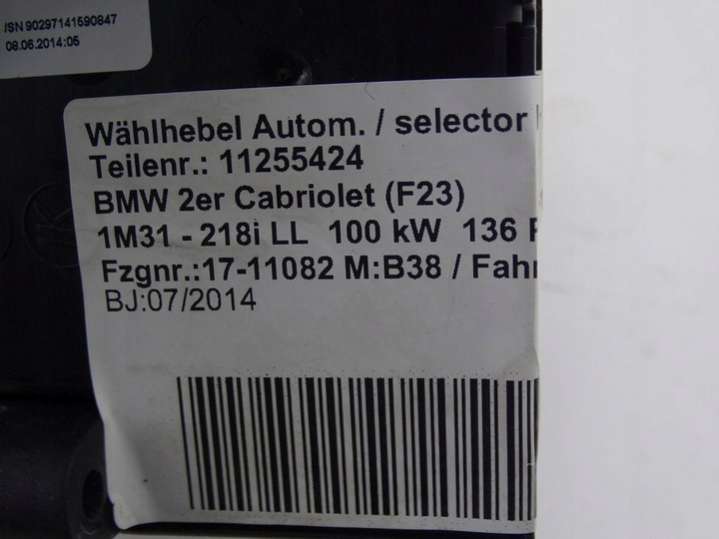 ISN 90297141590847
08.06.2014:05
Wählhebel Autom. / selector
Teilenr.: 11255424
BMW 2er Cabriolet (F23)
1M31 - 218i LL 100 kW 136
Fzgnr.:17-11082 M:B38 / Fahr
BJ:07/2014